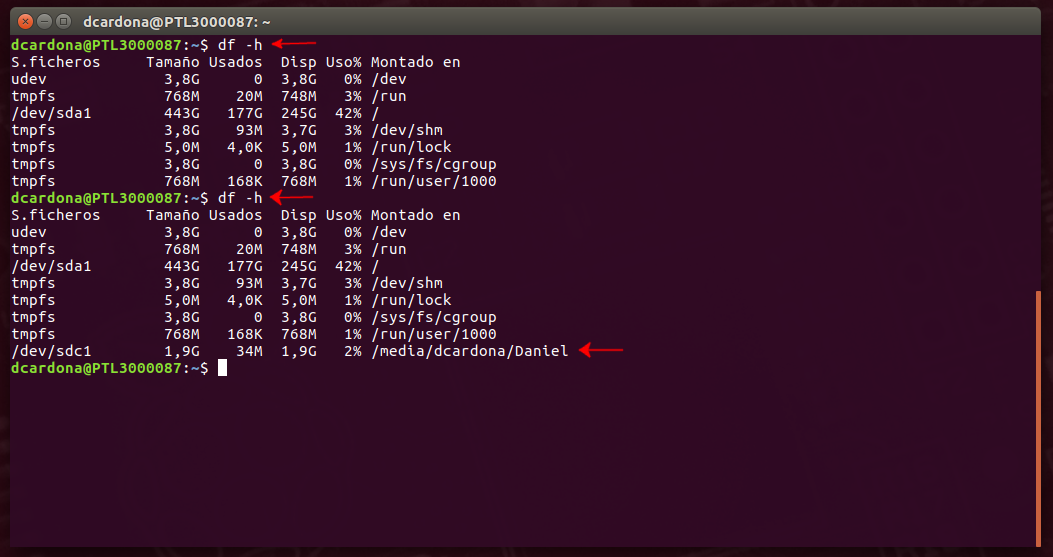 dcardona@PTL3000087: ~
dcardona@PTL3000087:~$ df -h
S.ficheros     Tamaño Usados  Disp Uso% Montado en
udev             3,8G      0  3,8G   0% /dev
tmpfs            768M    20M  748M   3% /run
/dev/sda1        443G   177G  245G  42% /
tmpfs            3,8G    93M  3,7G   3% /dev/shm
tmpfs            5,0M   4,0K  5,0M   1% /run/lock
tmpfs            3,8G      0  3,8G   0% /sys/fs/cgroup
tmpfs            768M   168K  768M   1% /run/user/1000
dcardona@PTL3000087:~$ df -h
S.ficheros     Tamaño Usados  Disp Uso% Montado en
udev             3,8G      0  3,8G   0% /dev
tmpfs            768M    20M  748M   3% /run
/dev/sda1        443G   177G  245G  42% /
tmpfs            3,8G    93M  3,7G   3% /dev/shm
tmpfs            5,0M   4,0K  5,0M   1% /run/lock
tmpfs            3,8G      0  3,8G   0% /sys/fs/cgroup
tmpfs            768M   168K  768M   1% /run/user/1000
/dev/sdc1        1,9G    34M  1,9G   2% /media/dcardona/Daniel
dcardona@PTL3000087:~$